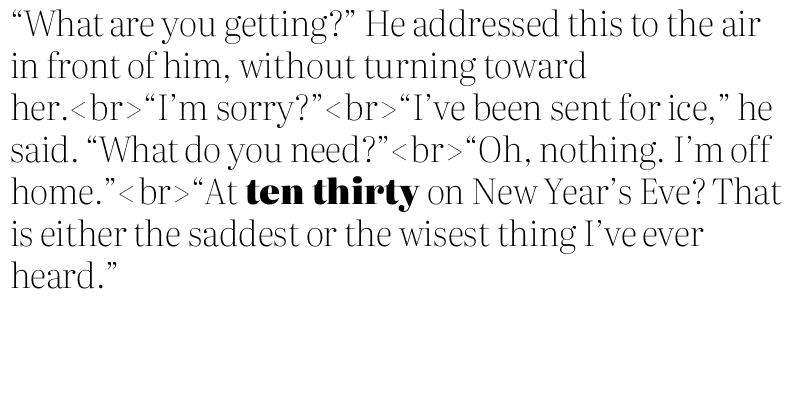 “What are you getting?” He addressed this to the air
in front of him, without turning toward
her.<br>“I’m sorry?”<br>“I’ve been sent for ice,” he
said. “What do you need?”<br>“Oh, nothing. I’m off
home.”<br>“At ten thirty on New Year’s Eve? That
is either the saddest or the wisest thing I’ve ever
heard.”